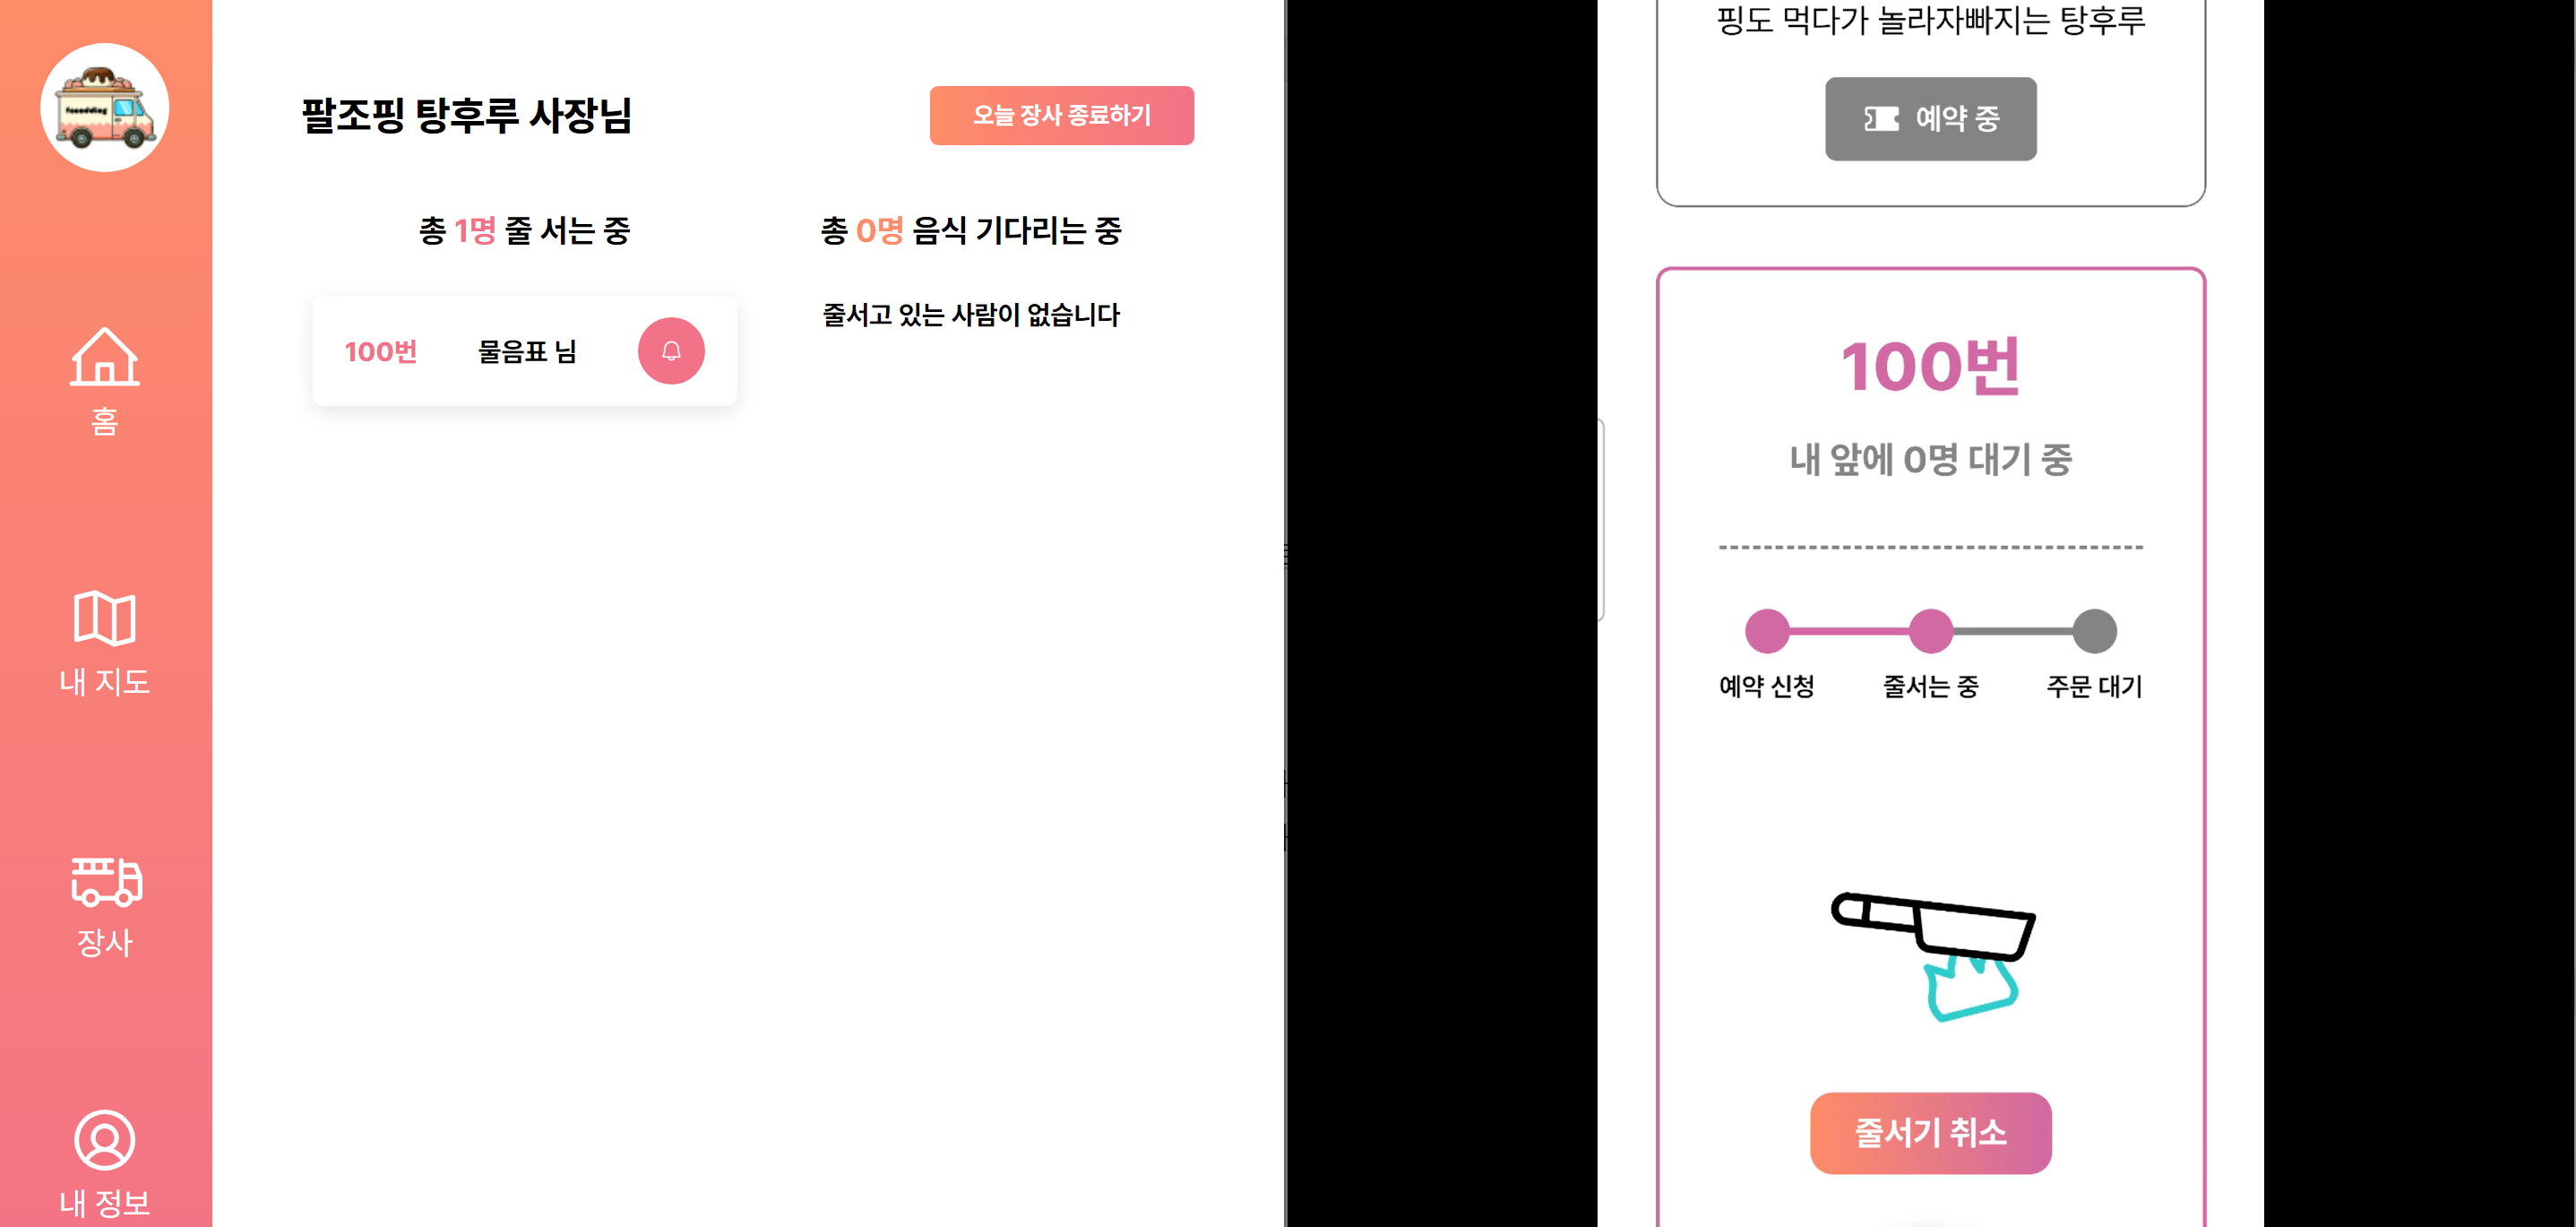 팔조핑 탕후루 사장님
오늘 장사 종료하기
총 1명 줄 서는 중
총 0명 음식 기다리는 중
100번
물음표 님
줄서고 있는 사람이 없습니다
홈
내 지도
장사
내 정보
핑도 먹다가 놀라자빠지는 탕후루
예약 중
100번
내 앞에 0명 대기 중
예약 신청
줄서는 중
주문 대기
줄서기 취소